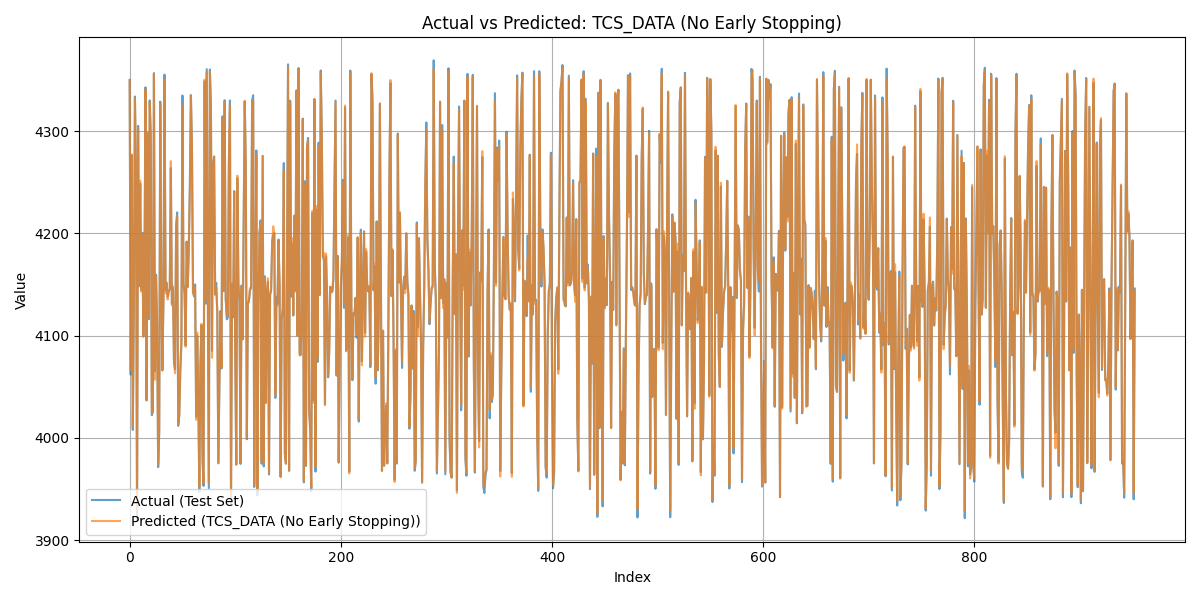 Actual vs Predicted: TCS_DATA (No Early Stopping)
Value
4300
4200
4100
4000
3900
Actual (Test Set)
Predicted (TCS_DATA (No Early Stopping))
0
200
400
600
800
Index